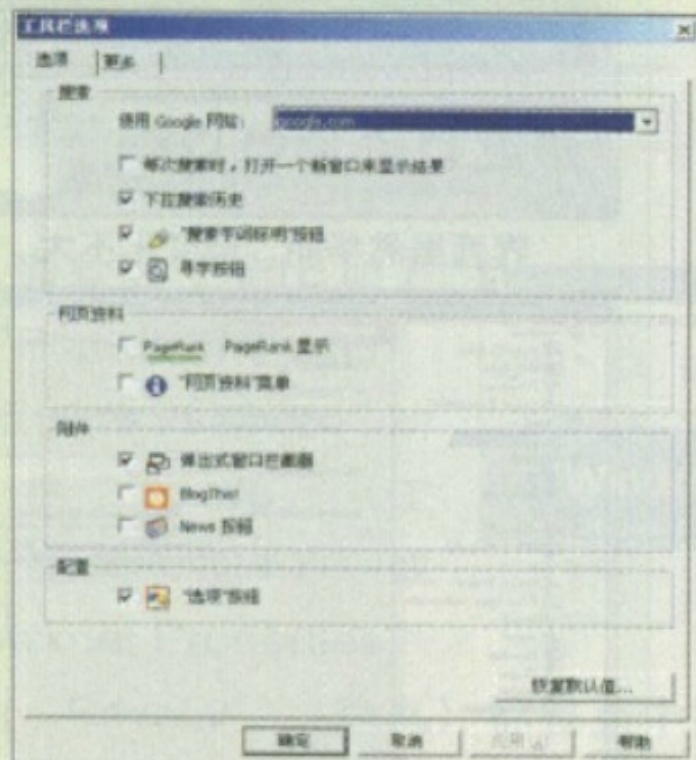 工具栏选项
选项 更多
搜索
使用 Google 网站: google.com
每次搜索时，打开一个新窗口来显示结果
下拉搜索历史
"搜索字词标明"按钮
寻字按钮
网页资料
PageRank PageRank 显示
"网页资料"菜单
附件
弹出式窗口拦截器
BlogThis!
News 按钮
配置
"选项"按钮
恢复默认值...
确定 取消 应用(A) 帮助